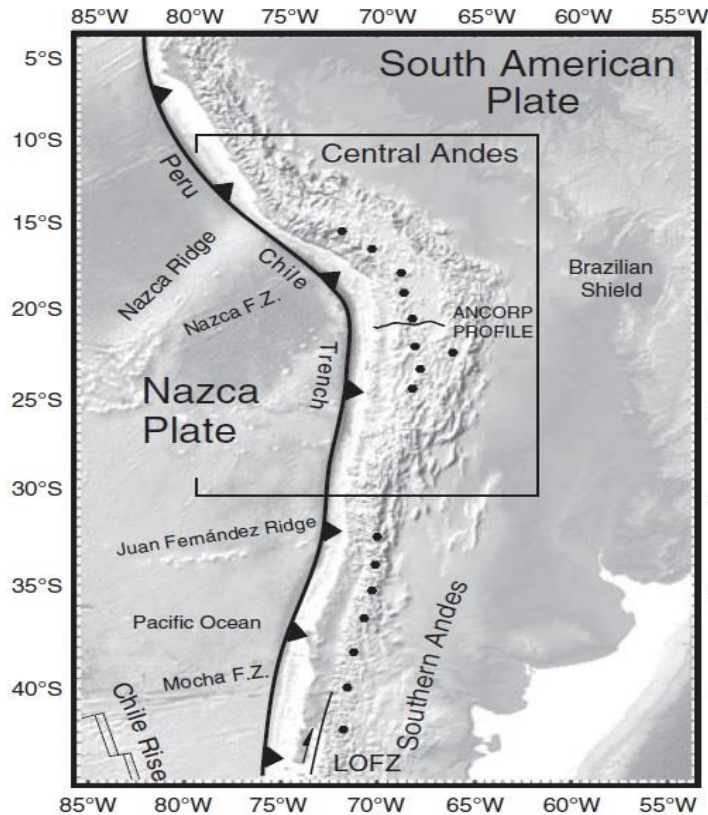 85°W 80°W 75°W 70°W 65°W 60°W 55°W
5°S
10°S
15°S
20°S
25°S
30°S
35°S
40°S
South American
Plate
Central Andes
Peru
Chile
Trench
Nazca Ridge
Nazca F.Z.
Brazilian
Shield
ANCORP
PROFILE
Nazca
Plate
Juan Fernández Ridge
Pacific Ocean
Mocha F.Z.
Chile Rise
Southern Andes
LOFZ
85°W 80°W 75°W 70°W 65°W 60°W 55°W